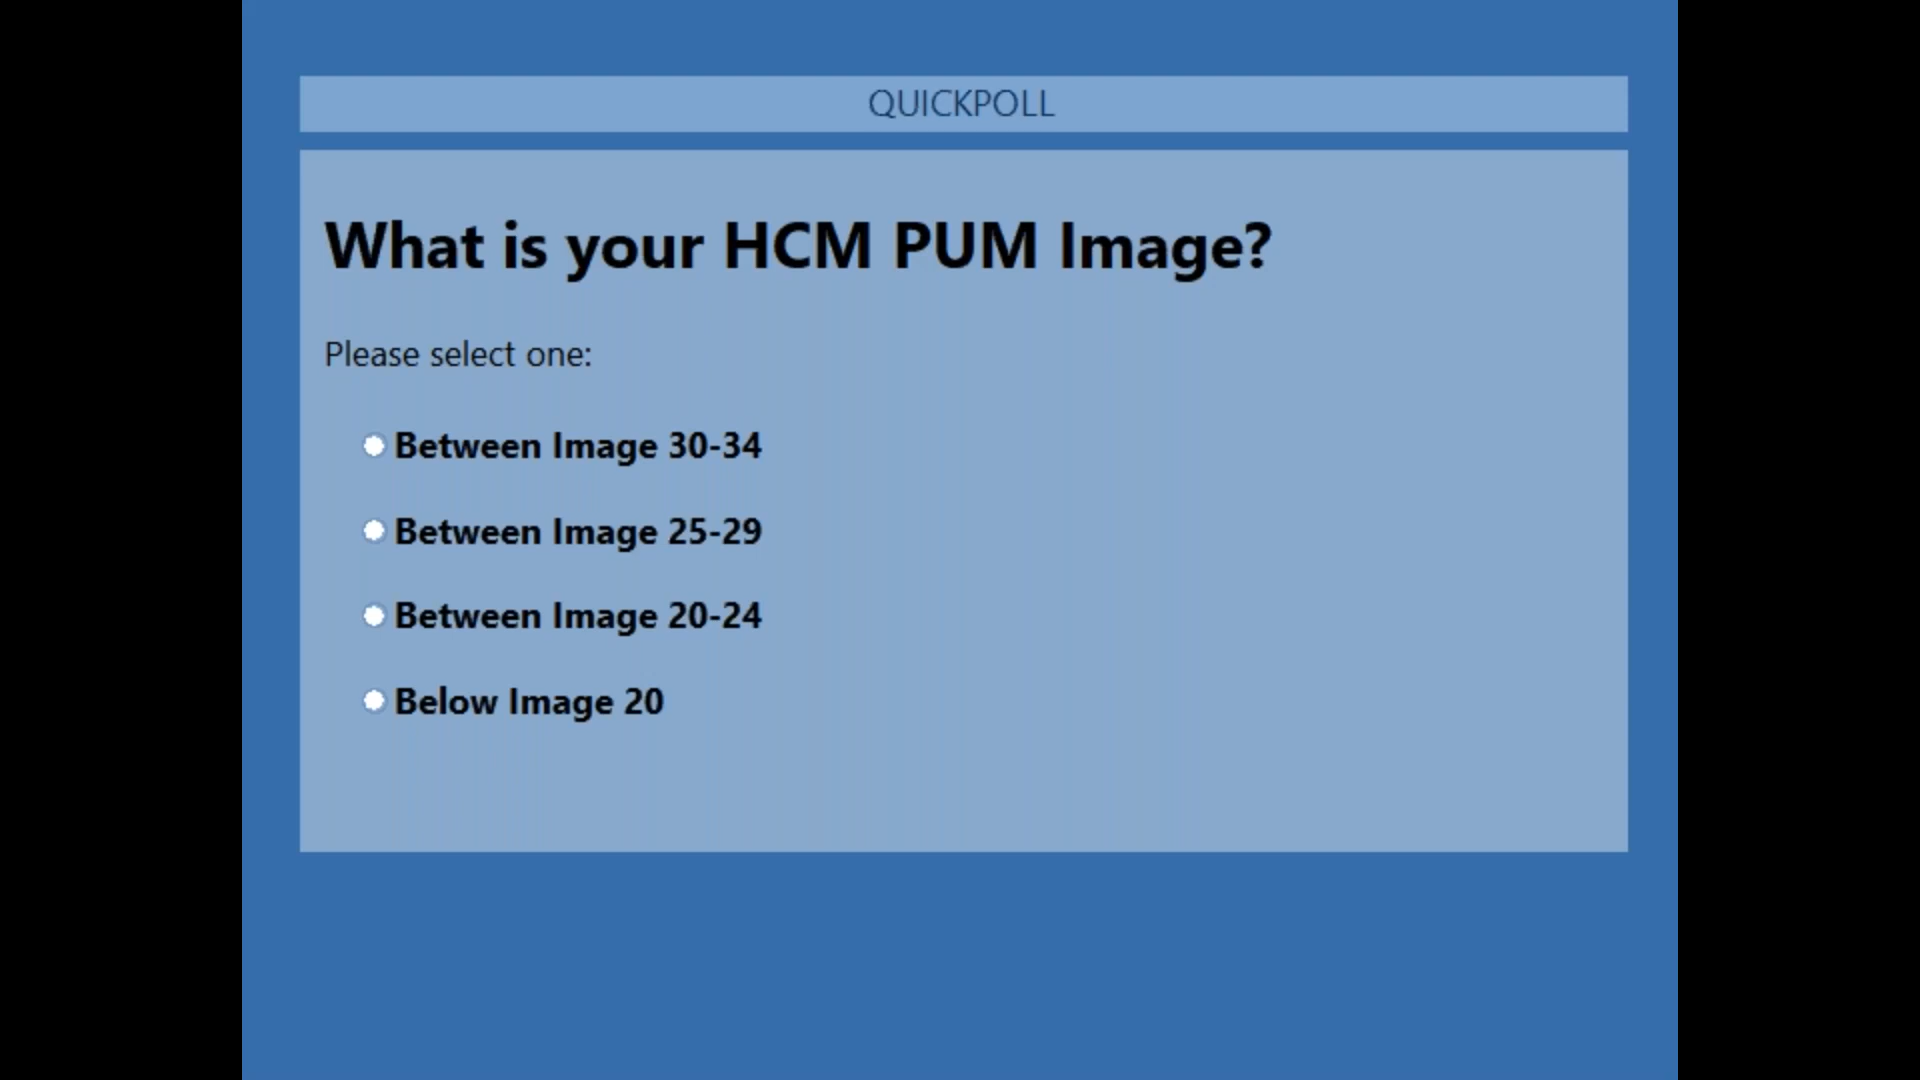 QUICKPOLL
What is your HCM PUM Image?
Please select one:
Between Image 30-34
Between Image 25-29
Between Image 20-24
Below Image 20